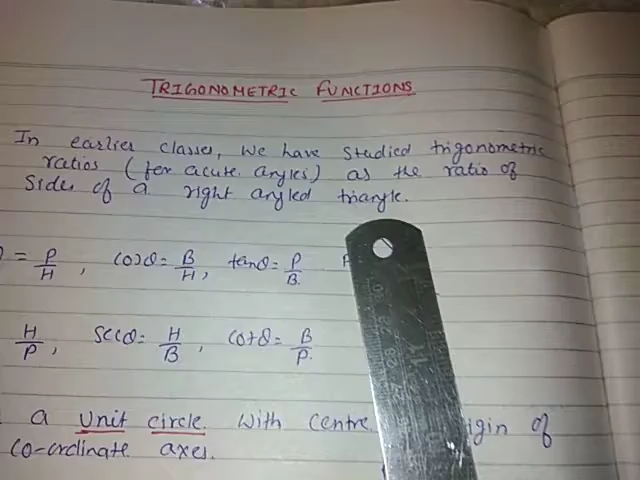 TRIGONOMETRIC FUNCTIONS
In earlier classes, We have studied trigonometric
ratios (for acute angles) as the ratio of
sides of a right angled triangle.
= P/H , cosθ = B/H , tanθ = P/B
H/P , secθ = H/B , cotθ = B/P.
a unit circle with centre
co-ordinate axes. of